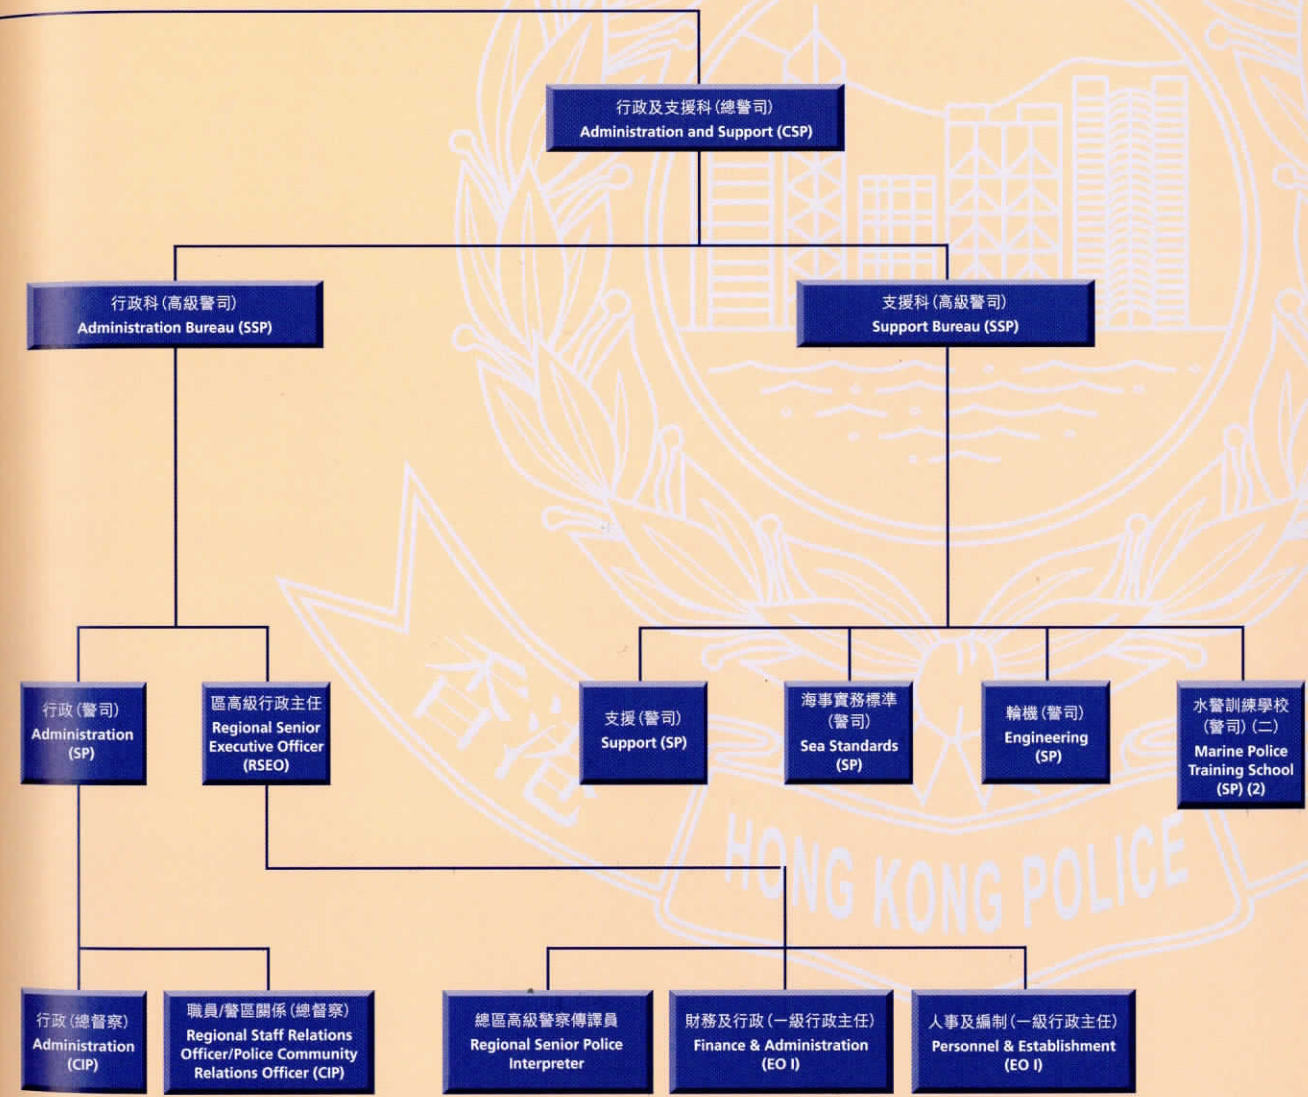 行政及支援科(總警司)
Administration and Support (CSP)
行政科(高級警司)
Administration Bureau (SSP)
支援科(高級警司)
Support Bureau (SSP)
行政(警司)
Administration
(SP)
區高級行政主任
Regional Senior
Executive Officer
(RSEO)
支援(警司)
Support (SP)
海事實務標準
(警司)
Sea Standards
(SP)
輪機(警司)
Engineering
(SP)
水警訓練學校
(警司)(二)
Marine Police
Training School
(SP) (2)
行政(總督察)
Administration
(CIP)
職員/警區關係(總督察)
Regional Staff Relations
Officer/Police Community
Relations Officer (CIP)
總區高級警察傳譯員
Regional Senior Police
Interpreter
財務及行政(一級行政主任)
Finance & Administration
(EO I)
人事及編制(一級行政主任)
Personnel & Establishment
(EO I)
香港
HONG KONG POLICE